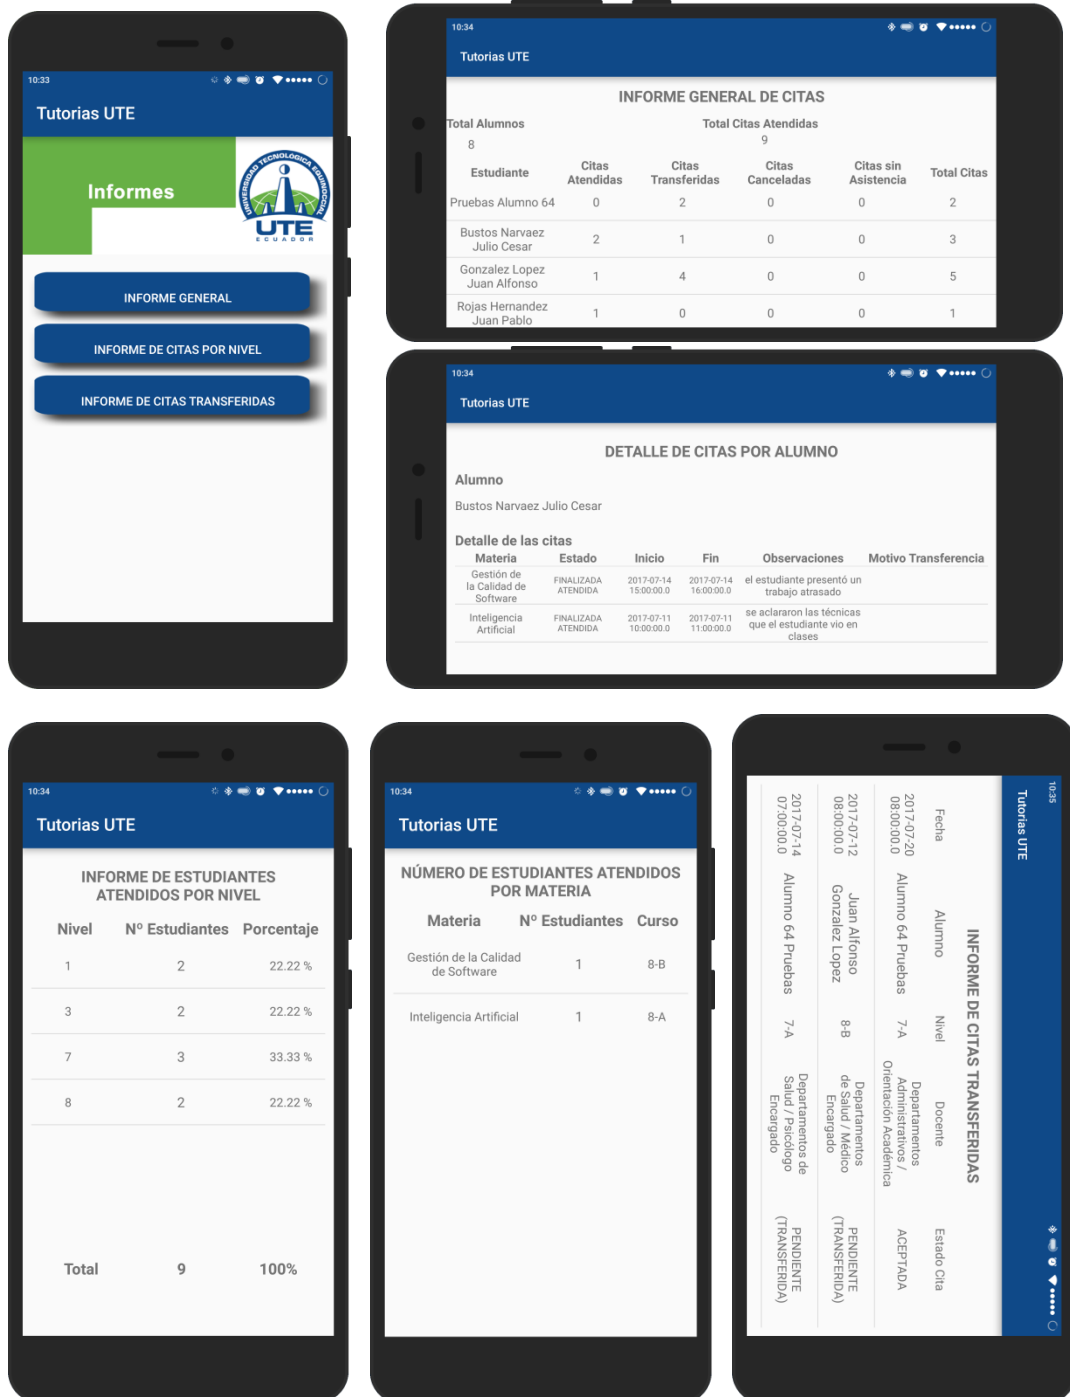 10:33
Tutorias UTE
Informes
UNIVERSIDAD TECNOLOGICA EQUINOCCIAL
UTE
ECUADOR
INFORME GENERAL
INFORME DE CITAS POR NIVEL
INFORME DE CITAS TRANSFERIDAS
10:34
Tutorias UTE
INFORME GENERAL DE CITAS
Total Alumnos Total Citas Atendidas
8 9
Estudiante Citas Atendidas Citas Transferidas Citas Canceladas Citas sin Asistencia Total Citas
Pruebas Alumno 64 0 2 0 0 2
Bustos Narvaez Julio Cesar 2 1 0 0 3
Gonzalez Lopez Juan Alfonso 1 4 0 0 5
Rojas Hernandez Juan Pablo 1 0 0 0 1
10:34
Tutorias UTE
DETALLE DE CITAS POR ALUMNO
Alumno
Bustos Narvaez Julio Cesar
Detalle de las citas
Materia Estado Inicio Fin Observaciones Motivo Transferencia
Gestión de la Calidad de Software FINALIZADA ATENDIDA 2017-07-14 15:00:00.0 2017-07-14 16:00:00.0 el estudiante presentó un trabajo atrasado
Inteligencia Artificial FINALIZADA ATENDIDA 2017-07-11 10:00:00.0 2017-07-11 11:00:00.0 se aclararon las técnicas que el estudiante vio en clases
10:34
Tutorias UTE
INFORME DE ESTUDIANTES
ATENDIDOS POR NIVEL
Nivel Nº Estudiantes Porcentaje
1 2 22.22 %
3 2 22.22 %
7 3 33.33 %
8 2 22.22 %
Total 9 100%
10:34
Tutorias UTE
NÚMERO DE ESTUDIANTES ATENDIDOS
POR MATERIA
Materia Nº Estudiantes Curso
Gestión de la Calidad de Software 1 8-B
Inteligencia Artificial 1 8-A
10:35
Tutorias UTE
INFORME DE CITAS TRANSFERIDAS
Fecha Alumno Nivel Docente Estado Cita
2017-07-20 08:00:00.0 Alumno 64 Pruebas 7-A Departamentos Administrativos / Orientación Académica ACEPTADA
2017-07-12 08:00:00.0 Juan Alfonso Gonzalez Lopez 8-B Departamentos de Salud / Médico Encargado PENDIENTE (TRANSFERIDA)
2017-07-14 07:00:00.0 Alumno 64 Pruebas 7-A Departamentos de Salud / Psicólogo Encargado PENDIENTE (TRANSFERIDA)